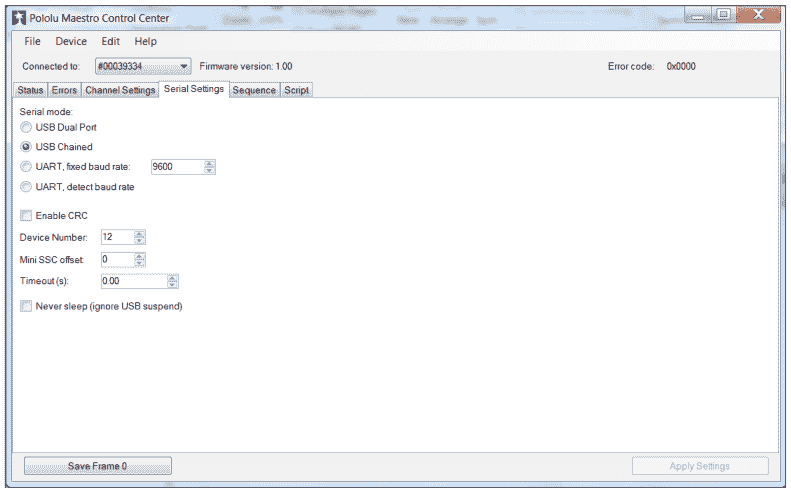 Pololu Maestro Control Center
File Device Edit Help
Connected to: #00039334 Firmware version: 1.00 Error code: 0x0000
Status Errors Channel Settings Serial Settings Sequence Script
Serial mode:
USB Dual Port
USB Chained
UART, fixed baud rate: 9600
UART, detect baud rate
Enable CRC
Device Number: 12
Mini SSC offset: 0
Timeout (s): 0.00
Never sleep (ignore USB suspend)
Save Frame 0 Apply Settings